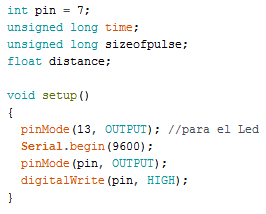 int pin = 7;
unsigned long time;
unsigned long sizeofpulse;
float distance;
void setup()
{
pinMode(13, OUTPUT); //para el Led
Serial.begin(9600);
pinMode(pin, OUTPUT);
digitalWrite(pin, HIGH);
}